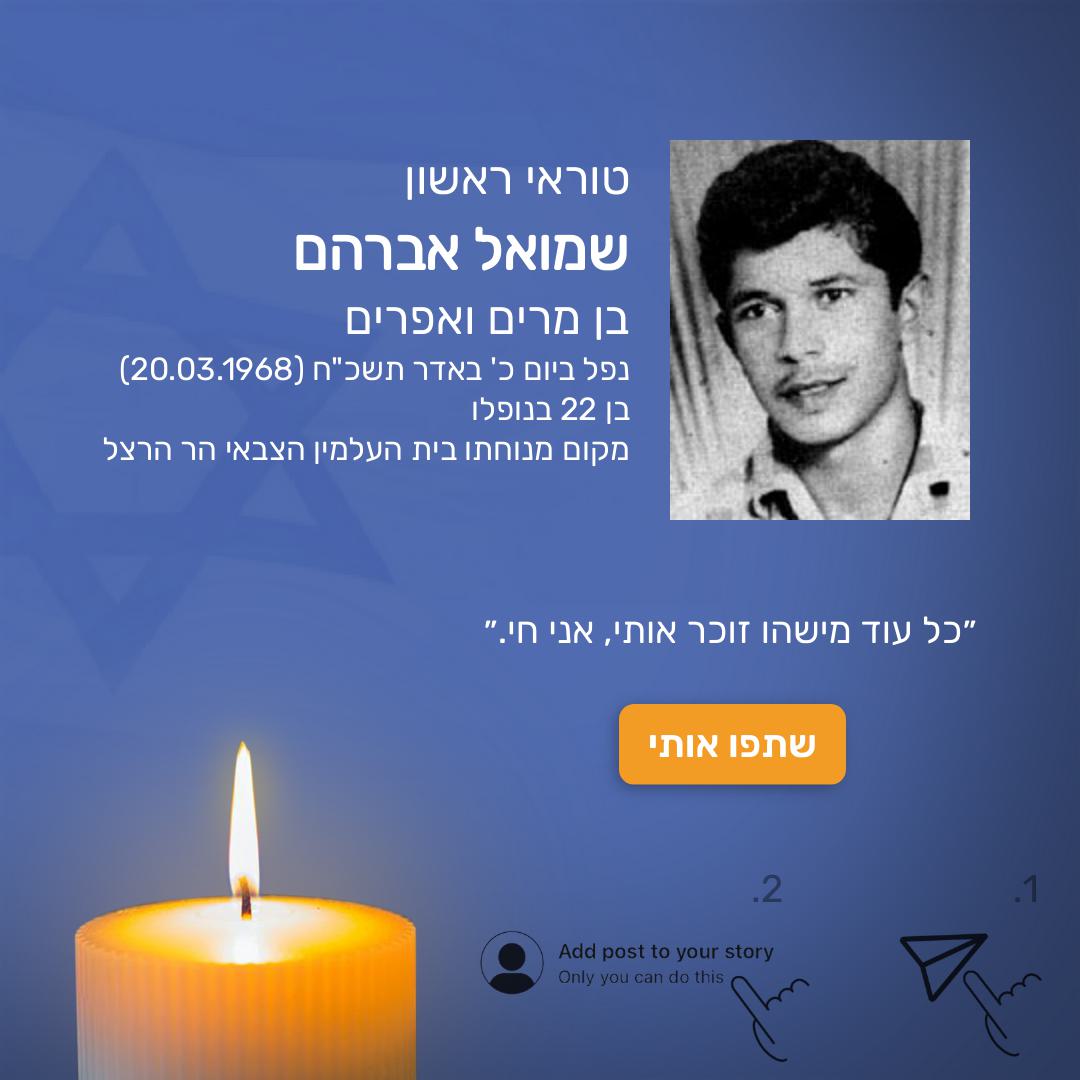 טוראי ראשון
שמואל אברהם
בן מרים ואפרים
נפל ביום כ' באדר תשכ"ח (20.03.1968)
בן 22 בנופלו
מקום מנוחתו בית העלמין הצבאי הר הרצל
״כל עוד מישהו זוכר אותי, אני חי.״
שתפו אותי
1.
2.
Add post to your story
Only you can do this